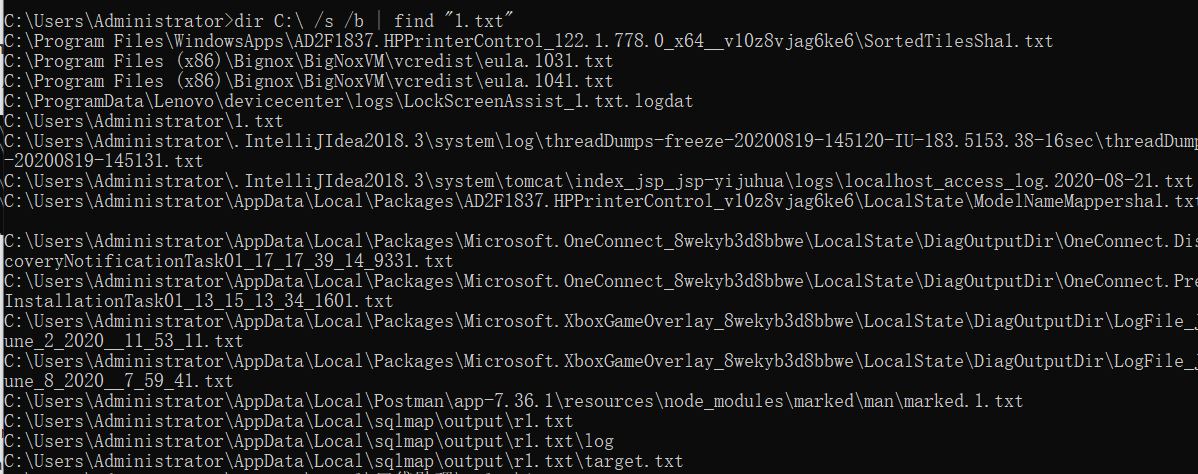 C:\Users\Administrator>dir C:\ /s /b | find "1.txt"
C:\Program Files\WindowsApps\AD2F1837.HPPrinterControl_122.1.778.0_x64__v10z8vjag6ke6\SortedTilesSha1.txt
C:\Program Files (x86)\Bignox\BigNoxVM\vcredist\eula.1031.txt
C:\Program Files (x86)\Bignox\BigNoxVM\vcredist\eula.1041.txt
C:\ProgramData\Lenovo\devicecenter\logs\LockScreenAssist_1.txt.logdat
C:\Users\Administrator\1.txt
C:\Users\Administrator\.IntelliJIdea2018.3\system\log\threadDumps-freeze-20200819-145120-IU-183.5153.38-16sec\threadDump
-20200819-145131.txt
C:\Users\Administrator\.IntelliJIdea2018.3\system\tomcat\index_jsp_jsp-yijuhua\logs\localhost_access_log.2020-08-21.txt
C:\Users\Administrator\AppData\Local\Packages\AD2F1837.HPPrinterControl_v10z8vjag6ke6\LocalState\ModelNameMappersha1.txt
C:\Users\Administrator\AppData\Local\Packages\Microsoft.OneConnect_8wekyb3d8bbwe\LocalState\DiagOutputDir\OneConnect.Dis
coveryNotificationTask01_17_17_39_14_9331.txt
C:\Users\Administrator\AppData\Local\Packages\Microsoft.OneConnect_8wekyb3d8bbwe\LocalState\DiagOutputDir\OneConnect.Pre
InstallationTask01_13_15_13_34_1601.txt
C:\Users\Administrator\AppData\Local\Packages\Microsoft.XboxGameOverlay_8wekyb3d8bbwe\LocalState\DiagOutputDir\LogFile_J
une_2_2020__11_53_11.txt
C:\Users\Administrator\AppData\Local\Packages\Microsoft.XboxGameOverlay_8wekyb3d8bbwe\LocalState\DiagOutputDir\LogFile_J
une_8_2020__7_59_41.txt
C:\Users\Administrator\AppData\Local\Postman\app-7.36.1\resources\node_modules\marked\man\marked.1.txt
C:\Users\Administrator\AppData\Local\sqlmap\output\r1.txt
C:\Users\Administrator\AppData\Local\sqlmap\output\r1.txt\log
C:\Users\Administrator\AppData\Local\sqlmap\output\r1.txt\target.txt